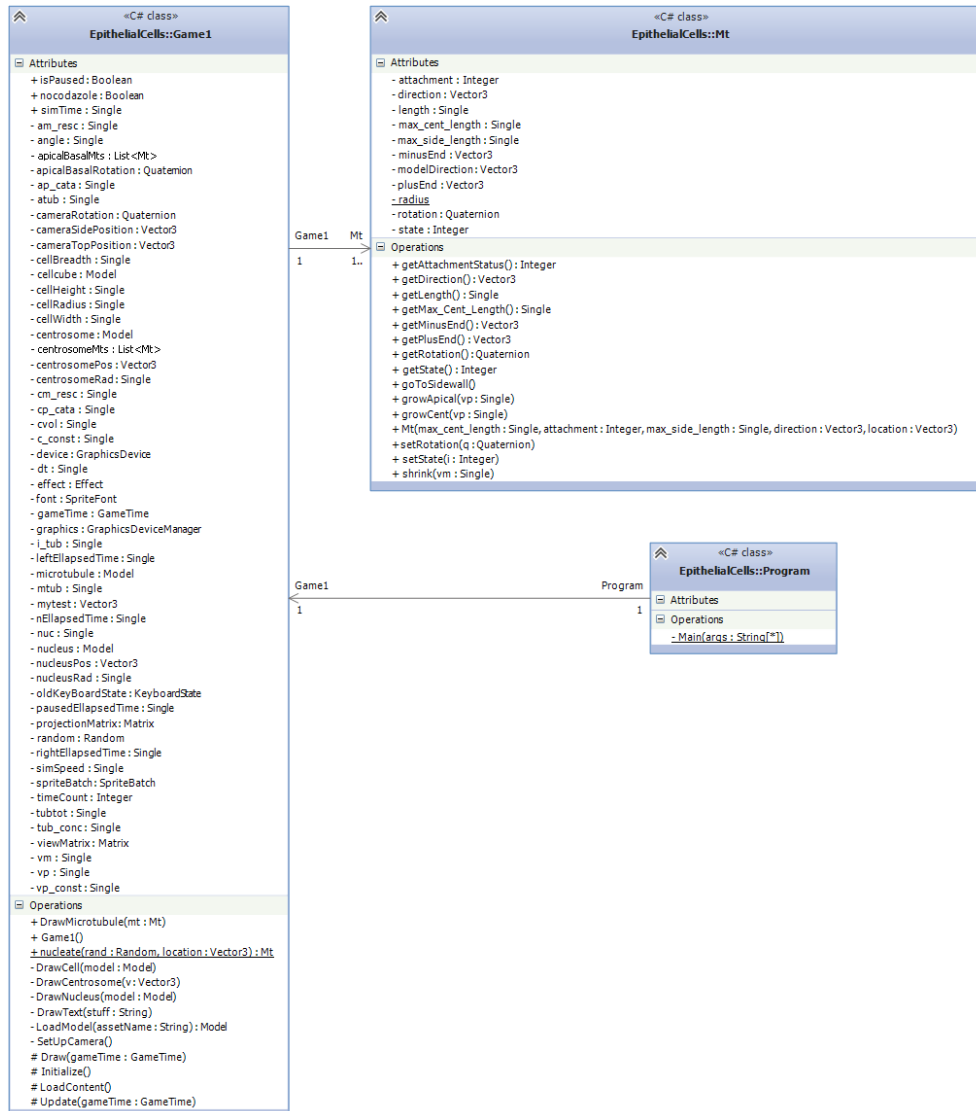 «C# class»
EpithelialCells::Game1
Attributes
+ isPaused : Boolean
+ nocodazole : Boolean
+ simTime : Single
- am_resc : Single
- angle : Single
- apicalBasalMts : List<Mt>
- apicalBasalRotation : Quaternion
- ap_cata : Single
- atub : Single
- cameraRotation : Quaternion
- cameraSidePosition : Vector3
- cameraTopPosition : Vector3
- cellBreadth : Single
- cellcube : Model
- cellHeight : Single
- cellRadius : Single
- cellWidth : Single
- centrosome : Model
- centrosomeMts : List<Mt>
- centrosomePos : Vector3
- centrosomeRad : Single
- cm_resc : Single
- cp_cata : Single
- cvol : Single
- c_const : Single
- device : GraphicsDevice
- dt : Single
- effect : Effect
- font : SpriteFont
- gameTime : GameTime
- graphics : GraphicsDeviceManager
- i_tub : Single
- leftEllapsedTime : Single
- microtubule : Model
- mtub : Single
- mytest : Vector3
- nEllapsedTime : Single
- nuc : Single
- nucleus : Model
- nucleusPos : Vector3
- nucleusRad : Single
- oldKeyBoardState : KeyboardState
- pausedEllapsedTime : Single
- projectionMatrix : Matrix
- random : Random
- rightEllapsedTime : Single
- simSpeed : Single
- spriteBatch : SpriteBatch
- timeCount : Integer
- tubtot : Single
- tub_conc : Single
- viewMatrix : Matrix
- vm : Single
- vp : Single
- vp_const : Single
Operations
+ DrawMicrotubule(mt : Mt)
+ Game1()
+ nucleate(rand : Random, location : Vector3) : Mt
- DrawCell(model : Model)
- DrawCentrosome(v : Vector3)
- DrawNucleus(model : Model)
- DrawText(stuff : String)
- LoadModel(assetName : String) : Model
- SetUpCamera()
# Draw(gameTime : GameTime)
# Initialize()
# LoadContent()
# Update(gameTime : GameTime)
Game1 Mt
1 1..
«C# class»
EpithelialCells::Mt
Attributes
- attachment : Integer
- direction : Vector3
- length : Single
- max_cent_length : Single
- max_side_length : Single
- minusEnd : Vector3
- modelDirection : Vector3
- plusEnd : Vector3
- radius
- rotation : Quaternion
- state : Integer
Operations
+ getAttachmentStatus() : Integer
+ getDirection() : Vector3
+ getLength() : Single
+ getMax_Cent_Length() : Single
+ getMinusEnd() : Vector3
+ getPlusEnd() : Vector3
+ getRotation() : Quaternion
+ getState() : Integer
+ goToSidewall()
+ growApical(vp : Single)
+ growCent(vp : Single)
+ Mt(max_cent_length : Single, attachment : Integer, max_side_length : Single, direction : Vector3, location : Vector3)
+ setRotation(q : Quaternion)
+ setState(i : Integer)
+ shrink(vm : Single)
Game1 Program
1 1
«C# class»
EpithelialCells::Program
Attributes
Operations
- Main(args : String[*])